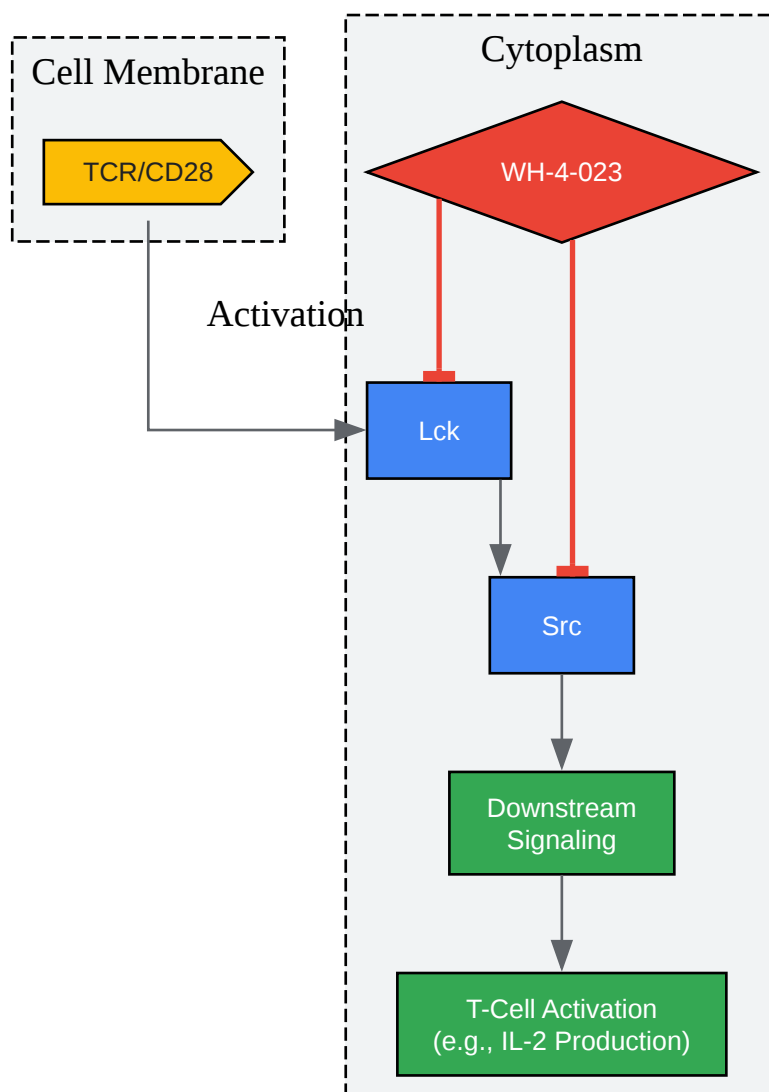 Cell Membrane
Cytoplasm
TCR/CD28
WH-4-023
Activation
Lck
Src
Downstream
Signaling
T-Cell Activation
(e.g., IL-2 Production)